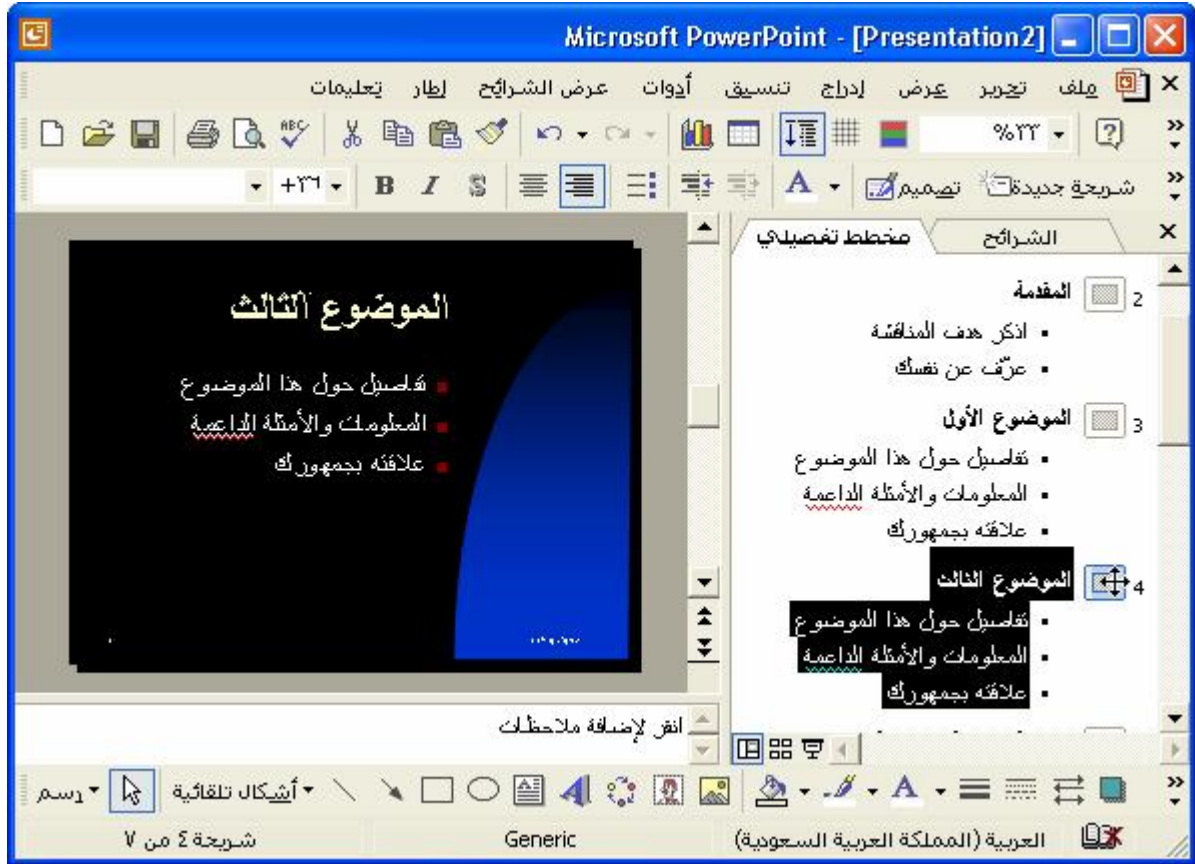 Microsoft PowerPoint - [Presentation2]
ملف تحرير عرض إدراج تنسيق أدوات عرض الشرائح إطار تعليمات
ABC
%٢٢
+٣٦ B I S A تصميم شريحة جديدة
الشرائح مخطط تفصيلي
2 المقدمة
اذكر هدف المناقشة
عرّف عن نفسك
3 الموضوع الأول
تفاصيل حول هذا الموضوع
المعلومات والأمثلة الداعمة
علاقته بجمهورك
4 الموضوع الثالث
تفاصيل حول هذا الموضوع
المعلومات والأمثلة الداعمة
علاقته بجمهورك
الموضوع الثالث
تفاصيل حول هذا الموضوع
المعلومات والأمثلة الداعمة
علاقته بجمهورك
انقر لإضافة ملاحظات
رسم أشكال تلقائية A A
شريحة ٤ من ٧ Generic العربية (المملكة العربية السعودية)